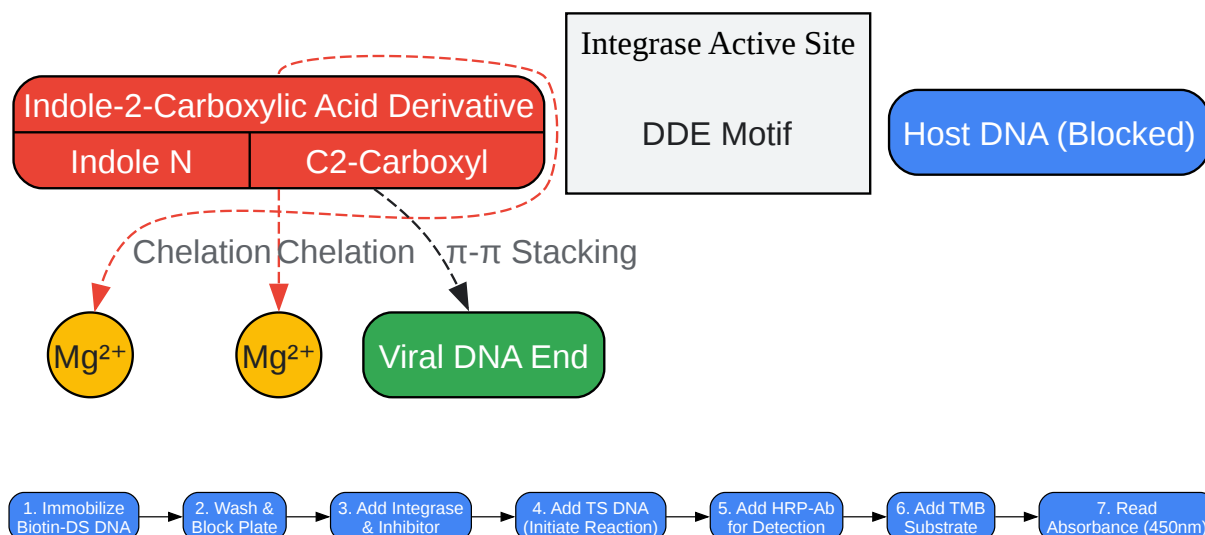 Integrase Active Site
DDE Motif
Indole-2-Carboxylic Acid Derivative
Indole N
C2-Carboxyl
Host DNA (Blocked)
Chelation
Chelation
π-π Stacking
Mg²⁺
Mg²⁺
Viral DNA End
1. Immobilize
Biotin-DS DNA
2. Wash &
Block Plate
3. Add Integrase
& Inhibitor
4. Add TS DNA
(Initiate Reaction)
5. Add HRP-Ab
for Detection
6. Add TMB
Substrate
7. Read
Absorbance (450nm)